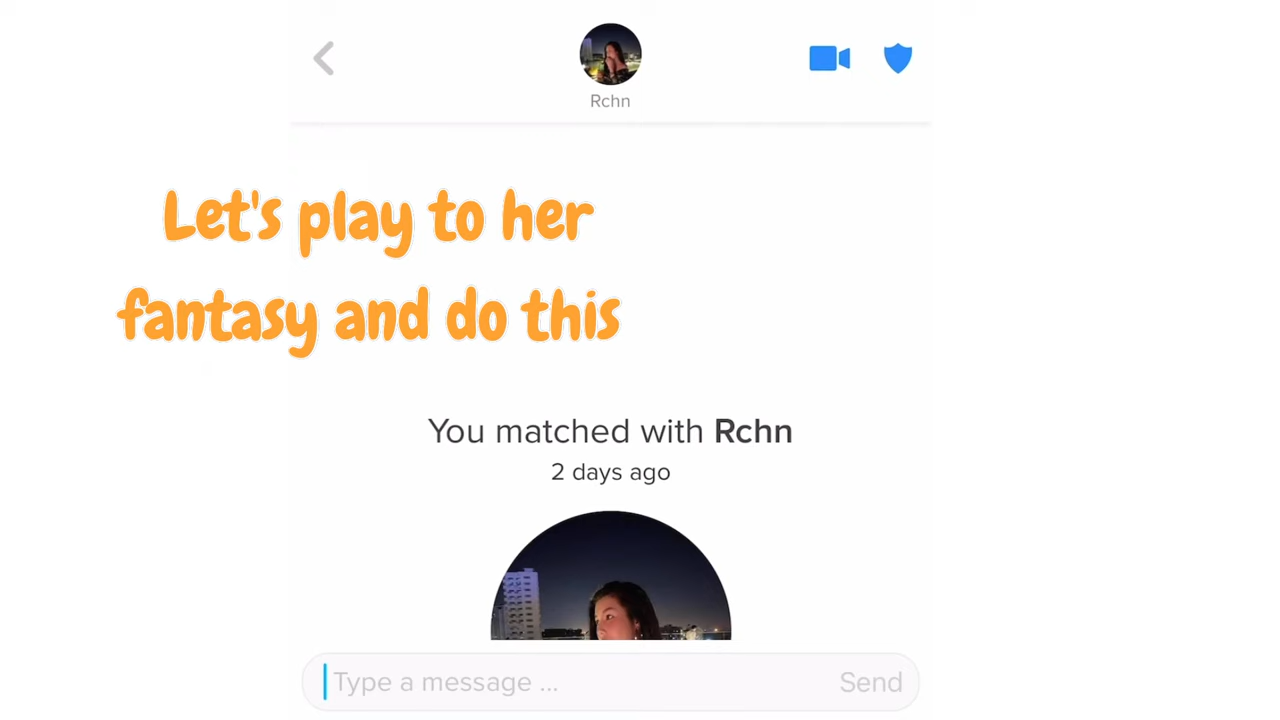 Rchn
Let's play to her
fantasy and do this
You matched with Rchn
2 days ago
Type a message ...
Send